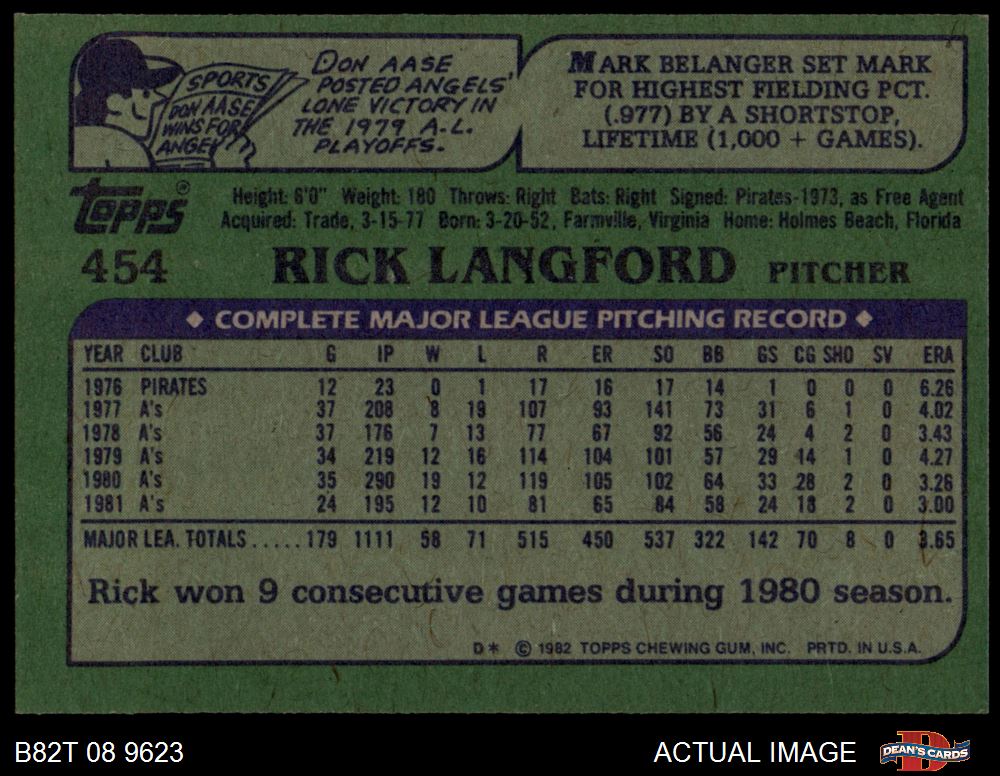 SPORTS
DON AASE
WINS FOR
ANGEL
DON AASE
POSTED ANGELS'
LONE VICTORY IN
THE 1979 A.L.
PLAYOFFS.
MARK BELANGER SET MARK
FOR HIGHEST FIELDING PCT.
(.977) BY A SHORTSTOP,
LIFETIME (1,000 + GAMES).
Topps®
Height: 6'0" Weight: 180 Throws: Right Bats: Right Signed: Pirates-1973, as Free Agent
Acquired: Trade, 3-15-77 Born: 3-20-52, Farmville, Virginia Home: Holmes Beach, Florida
454 RICK LANGFORD PITCHER
◆ COMPLETE MAJOR LEAGUE PITCHING RECORD ◆
YEAR CLUB G IP W L R ER SO BB GS CG SHO SV ERA
1976 PIRATES 12 23 0 1 17 16 17 14 1 0 0 0 6.26
1977 A's 37 208 8 19 107 93 141 73 31 6 1 0 4.02
1978 A's 37 176 7 13 77 67 92 56 24 4 2 0 3.43
1979 A's 34 219 12 16 114 104 101 57 29 14 1 0 4.27
1980 A's 35 290 19 12 119 105 102 64 33 28 2 0 3.26
1981 A's 24 195 12 10 81 65 84 58 24 18 2 0 3.00
MAJOR LEA. TOTALS.....179 1111 58 71 515 450 537 322 142 70 8 0 3.65
Rick won 9 consecutive games during 1980 season.
D* © 1982 TOPPS CHEWING GUM, INC. PRTD. IN U.S.A.
B82T 08 9623
ACTUAL IMAGE
D
DEAN'S CARDS